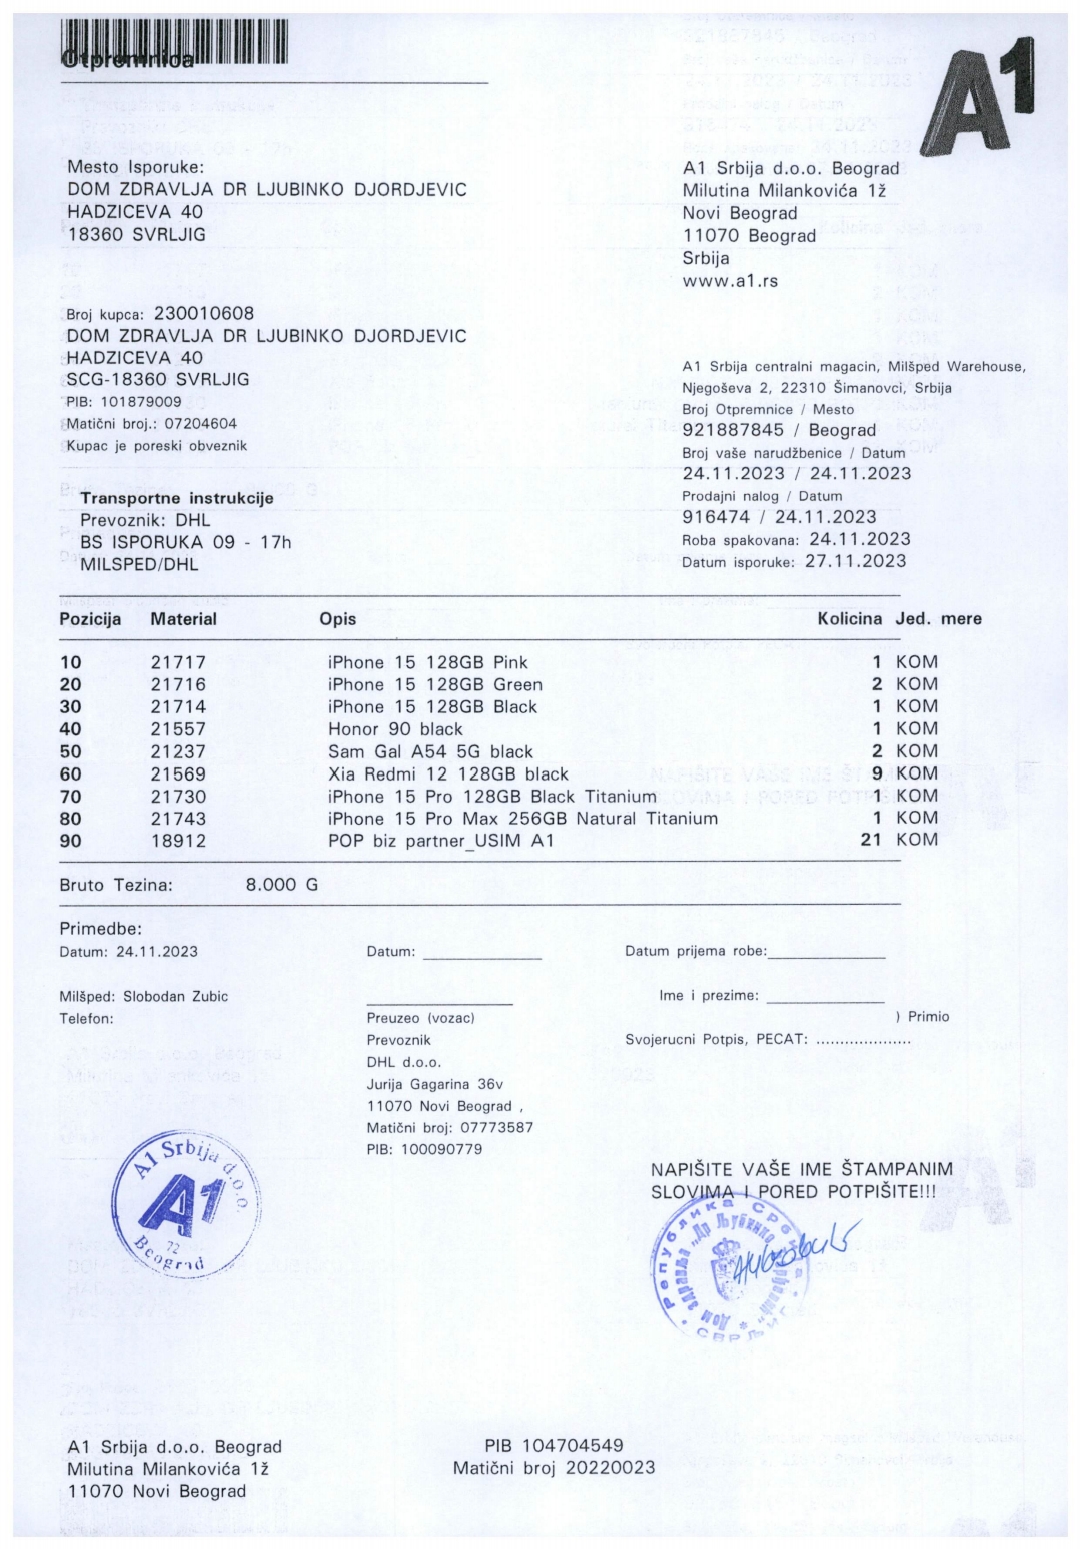 Otpremnica
A1
Mesto Isporuke:
DOM ZDRAVLJA DR LJUBINKO DJORDJEVIC
HADZICEVA 40
18360 SVRLJIG
A1 Srbija d.o.o. Beograd
Milutina Milankovića 1ž
Novi Beograd
11070 Beograd
Srbija
www.a1.rs
Broj kupca: 230010608
DOM ZDRAVLJA DR LJUBINKO DJORDJEVIC
HADZICEVA 40
SCG-18360 SVRLJIG
PIB: 101879009
Matični broj.: 07204604
Kupac je poreski obveznik
A1 Srbija centralni magacin, Milšped Warehouse,
Njegoševa 2, 22310 Šimanovci, Srbija
Broj Otpremnice / Mesto
921887845 / Beograd
Broj vaše narudžbenice / Datum
24.11.2023 / 24.11.2023
Prodajni nalog / Datum
916474 / 24.11.2023
Roba spakovana: 24.11.2023
Datum isporuke: 27.11.2023
Transportne instrukcije
Prevoznik: DHL
BS ISPORUKA 09 - 17h
MILSPED/DHL
Pozicija Material Opis Kolicina Jed. mere
10 21717 iPhone 15 128GB Pink 1 KOM
20 21716 iPhone 15 128GB Green 2 KOM
30 21714 iPhone 15 128GB Black 1 KOM
40 21557 Honor 90 black 1 KOM
50 21237 Sam Gal A54 5G black 2 KOM
60 21569 Xia Redmi 12 128GB black 9 KOM
70 21730 iPhone 15 Pro 128GB Black Titanium 1 KOM
80 21743 iPhone 15 Pro Max 256GB Natural Titanium 1 KOM
90 18912 POP biz partner_USIM A1 21 KOM
Bruto Tezina: 8.000 G
Primedbe:
Datum: 24.11.2023 Datum: Datum prijema robe:
Milšped: Slobodan Zubic Ime i prezime:
Telefon:
) Primio
Svojerucni Potpis, PECAT: ....................
Preuzeo (vozac)
Prevoznik
DHL d.o.o.
Jurija Gagarina 36v
11070 Novi Beograd ,
Matični broj: 07773587
PIB: 100090779
A1 Srbija d.o.o
A1
72
Beograd
NAPIŠITE VAŠE IME ŠTAMPANIM
SLOVIMA I PORED POTPIŠITE!!!
Република Србија
Дом здравља „Др Љубинко Ђорђевић"
СВРЉИГ
A1 Srbija d.o.o. Beograd
Milutina Milankovića 1ž
11070 Novi Beograd
PIB 104704549
Matični broj 20220023